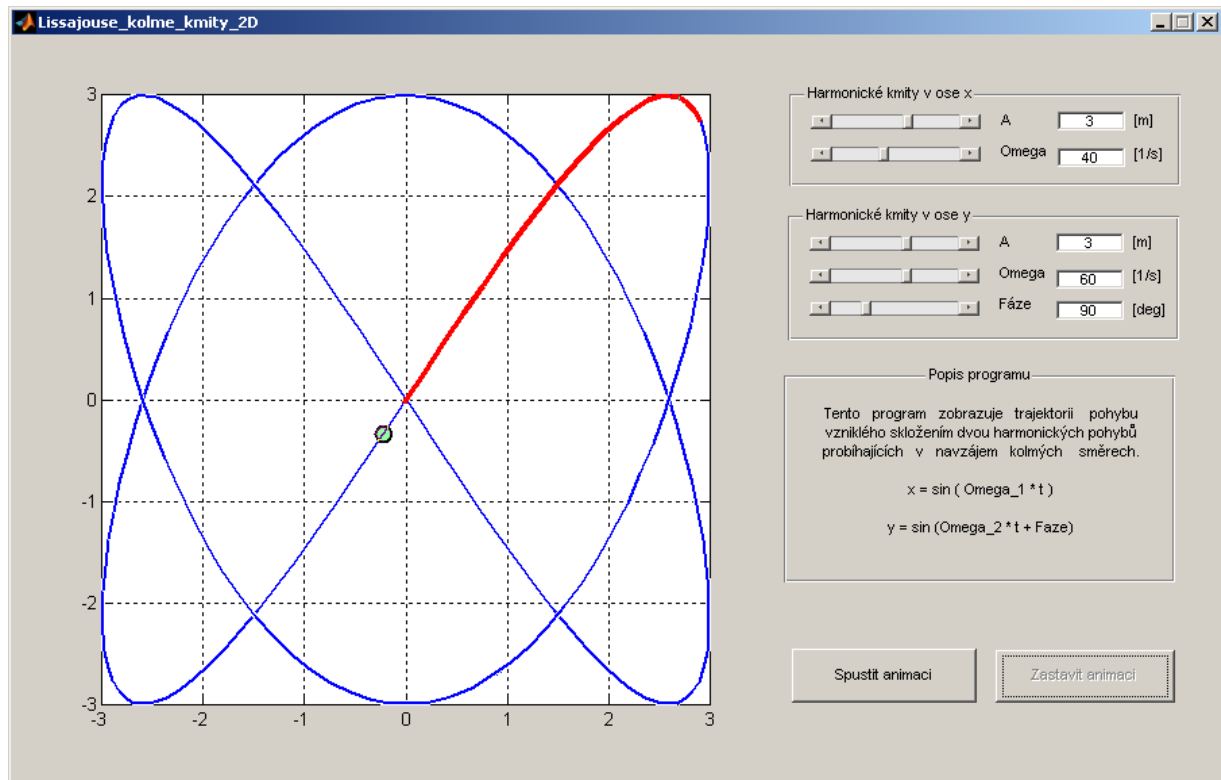 Lissajouse_kolme_kmity_2D
3
2
1
0
-1
-2
-3
-3
-2
-1
0
1
2
3
Harmonické kmity v ose x
A 3 [m]
Omega 40 [1/s]
Harmonické kmity v ose y
A 3 [m]
Omega 60 [1/s]
Fáze 90 [deg]
Popis programu
Tento program zobrazuje trajektorii pohybu
vzniklého skložením dvou harmonických pohybů
probíhajících v navzájem kolmých směrech.
x = sin ( Omega_1 * t )
y = sin (Omega_2 * t + Faze)
Spustit animaci
Zastavit animaci